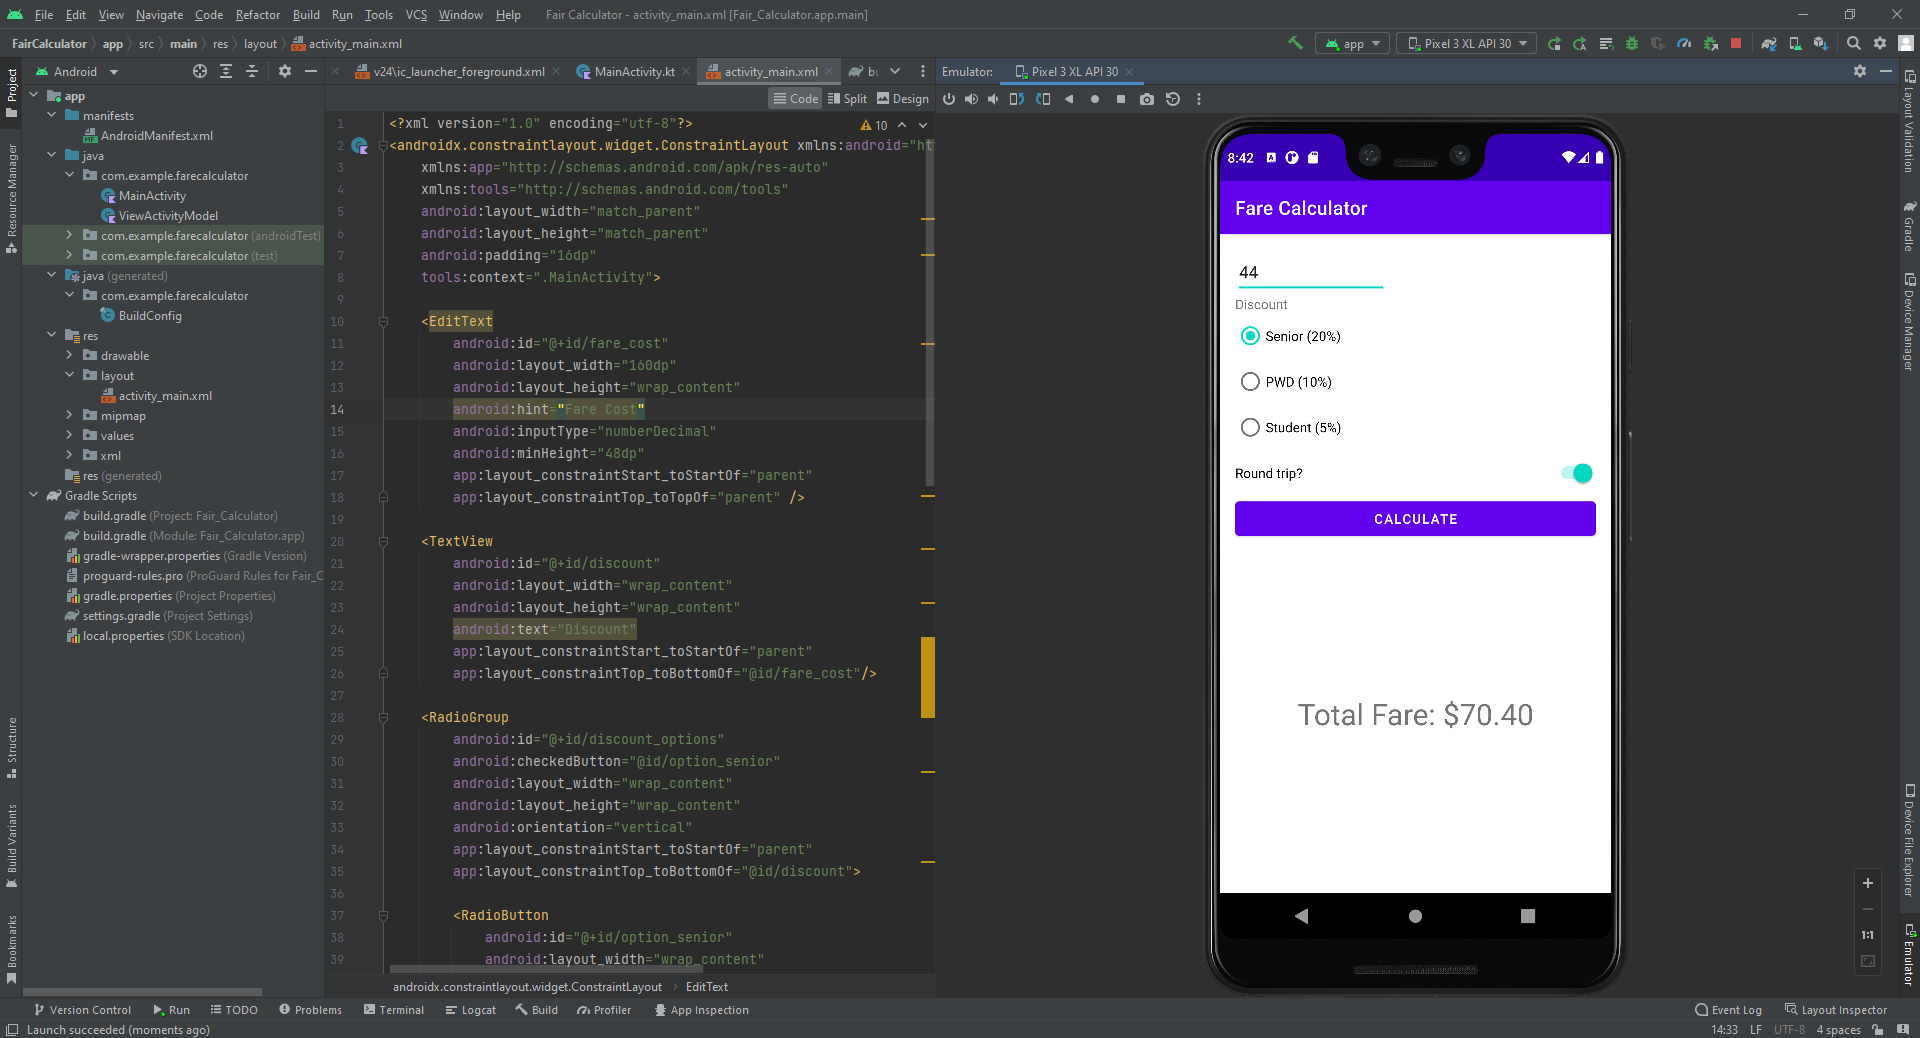 File Edit View Navigate Code Refactor Build Run Tools VCS Window Help Fair Calculator - activity_main.xml [Fair_Calculator.app.main]
FairCalculator app src main res layout activity_main.xml app Pixel 3 XL API 30
Android v24\ic_launcher_foreground.xml MainActivity.kt activity_main.xml Emulator: Pixel 3 XL API 30
Code Split Design
Project
Resource Manager
Structure
Build Variants
Bookmarks
app
manifests
AndroidManifest.xml
java
com.example.farecalculator
MainActivity
ViewActivityModel
com.example.farecalculator (androidTest)
com.example.farecalculator (test)
java (generated)
com.example.farecalculator
BuildConfig
res
drawable
layout
activity_main.xml
mipmap
values
xml
res (generated)
Gradle Scripts
build.gradle (Project: Fair_Calculator)
build.gradle (Module: Fair_Calculator.app)
gradle-wrapper.properties (Gradle Version)
proguard-rules.pro (ProGuard Rules for Fair_C
gradle.properties (Project Properties)
settings.gradle (Project Settings)
local.properties (SDK Location)
10
1 <?xml version="1.0" encoding="utf-8"?>
2 <androidx.constraintlayout.widget.ConstraintLayout xmlns:android="ht
3 xmlns:app="http://schemas.android.com/apk/res-auto"
4 xmlns:tools="http://schemas.android.com/tools"
5 android:layout_width="match_parent"
6 android:layout_height="match_parent"
7 android:padding="16dp"
8 tools:context=".MainActivity">
9
10 <EditText
11 android:id="@+id/fare_cost"
12 android:layout_width="160dp"
13 android:layout_height="wrap_content"
14 android:hint="Fare Cost"
15 android:inputType="numberDecimal"
16 android:minHeight="48dp"
17 app:layout_constraintStart_toStartOf="parent"
18 app:layout_constraintTop_toTopOf="parent" />
19
20 <TextView
21 android:id="@+id/discount"
22 android:layout_width="wrap_content"
23 android:layout_height="wrap_content"
24 android:text="Discount"
25 app:layout_constraintStart_toStartOf="parent"
26 app:layout_constraintTop_toBottomOf="@id/fare_cost"/>
27
28 <RadioGroup
29 android:id="@+id/discount_options"
30 android:checkedButton="@id/option_senior"
31 android:layout_width="wrap_content"
32 android:layout_height="wrap_content"
33 android:orientation="vertical"
34 app:layout_constraintStart_toStartOf="parent"
35 app:layout_constraintTop_toBottomOf="@id/discount">
36
37 <RadioButton
38 android:id="@+id/option_senior"
39 android:layout_width="wrap_content"
androidx.constraintlayout.widget.ConstraintLayout EditText
8:42
Fare Calculator
44
Discount
Senior (20%)
PWD (10%)
Student (5%)
Round trip?
CALCULATE
Total Fare: $70.40
1:1
Layout Validation
Gradle
Device Manager
Device File Explorer
Emulator
Version Control Run TODO Problems Terminal Logcat Build Profiler App Inspection Event Log Layout Inspector
Launch succeeded (moments ago) 14:33 LF UTF-8 4 spaces